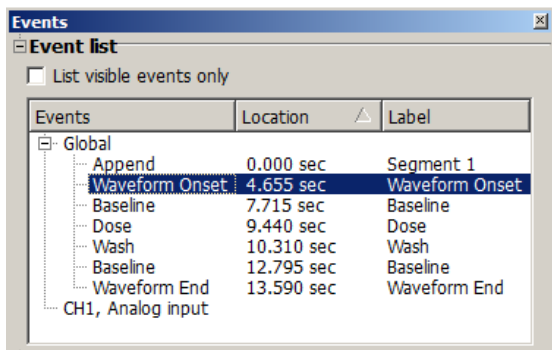 Events
Event list
List visible events only
Events Location Label
Global
Append 0.000 sec Segment 1
Waveform Onset 4.655 sec Waveform Onset
Baseline 7.715 sec Baseline
Dose 9.440 sec Dose
Wash 10.310 sec Wash
Baseline 12.795 sec Baseline
Waveform End 13.590 sec Waveform End
CH1, Analog input